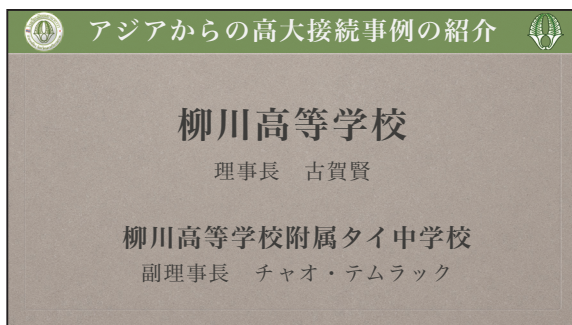 アジアからの高大接続事例の紹介
柳川高等学校
理事長　古賀賢
柳川高等学校附属タイ中学校
副理事長　チャオ・テムラック